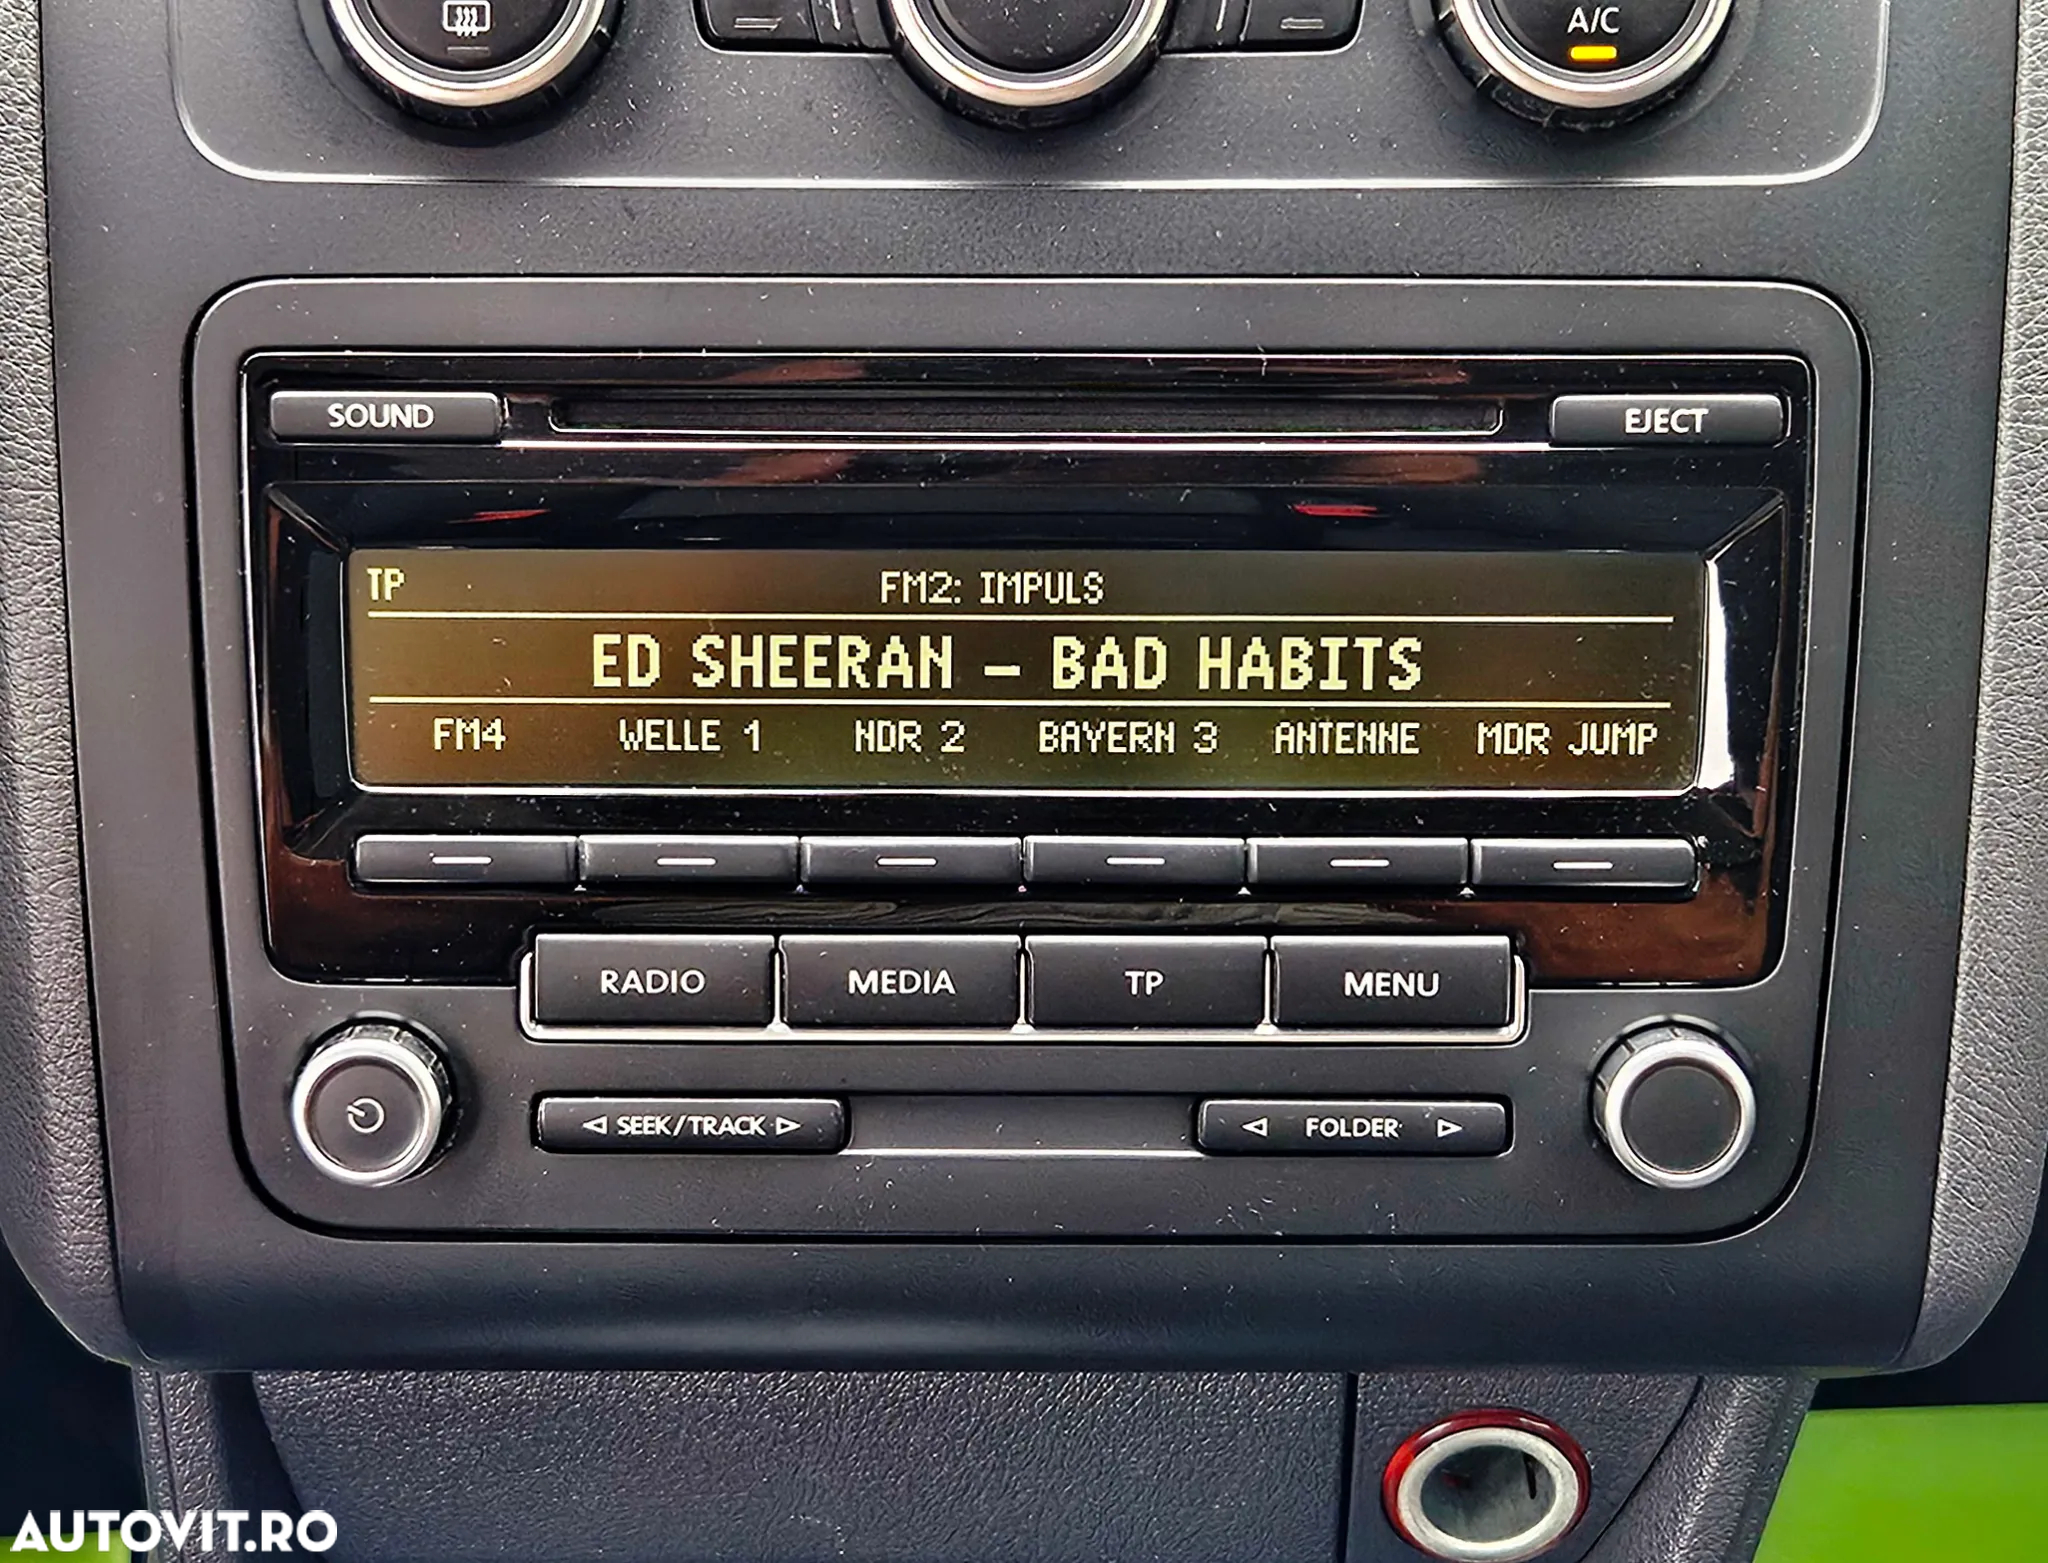 A/C
SOUND
EJECT
TP
FM2: IMPULS
ED SHEERAN - BAD HABITS
FM4 WELLE 1 NDR 2 BAYERN 3 ANTENNE MDR JUMP
RADIO MEDIA TP MENU
SEEK/TRACK
FOLDER
AUTOVIT.RO